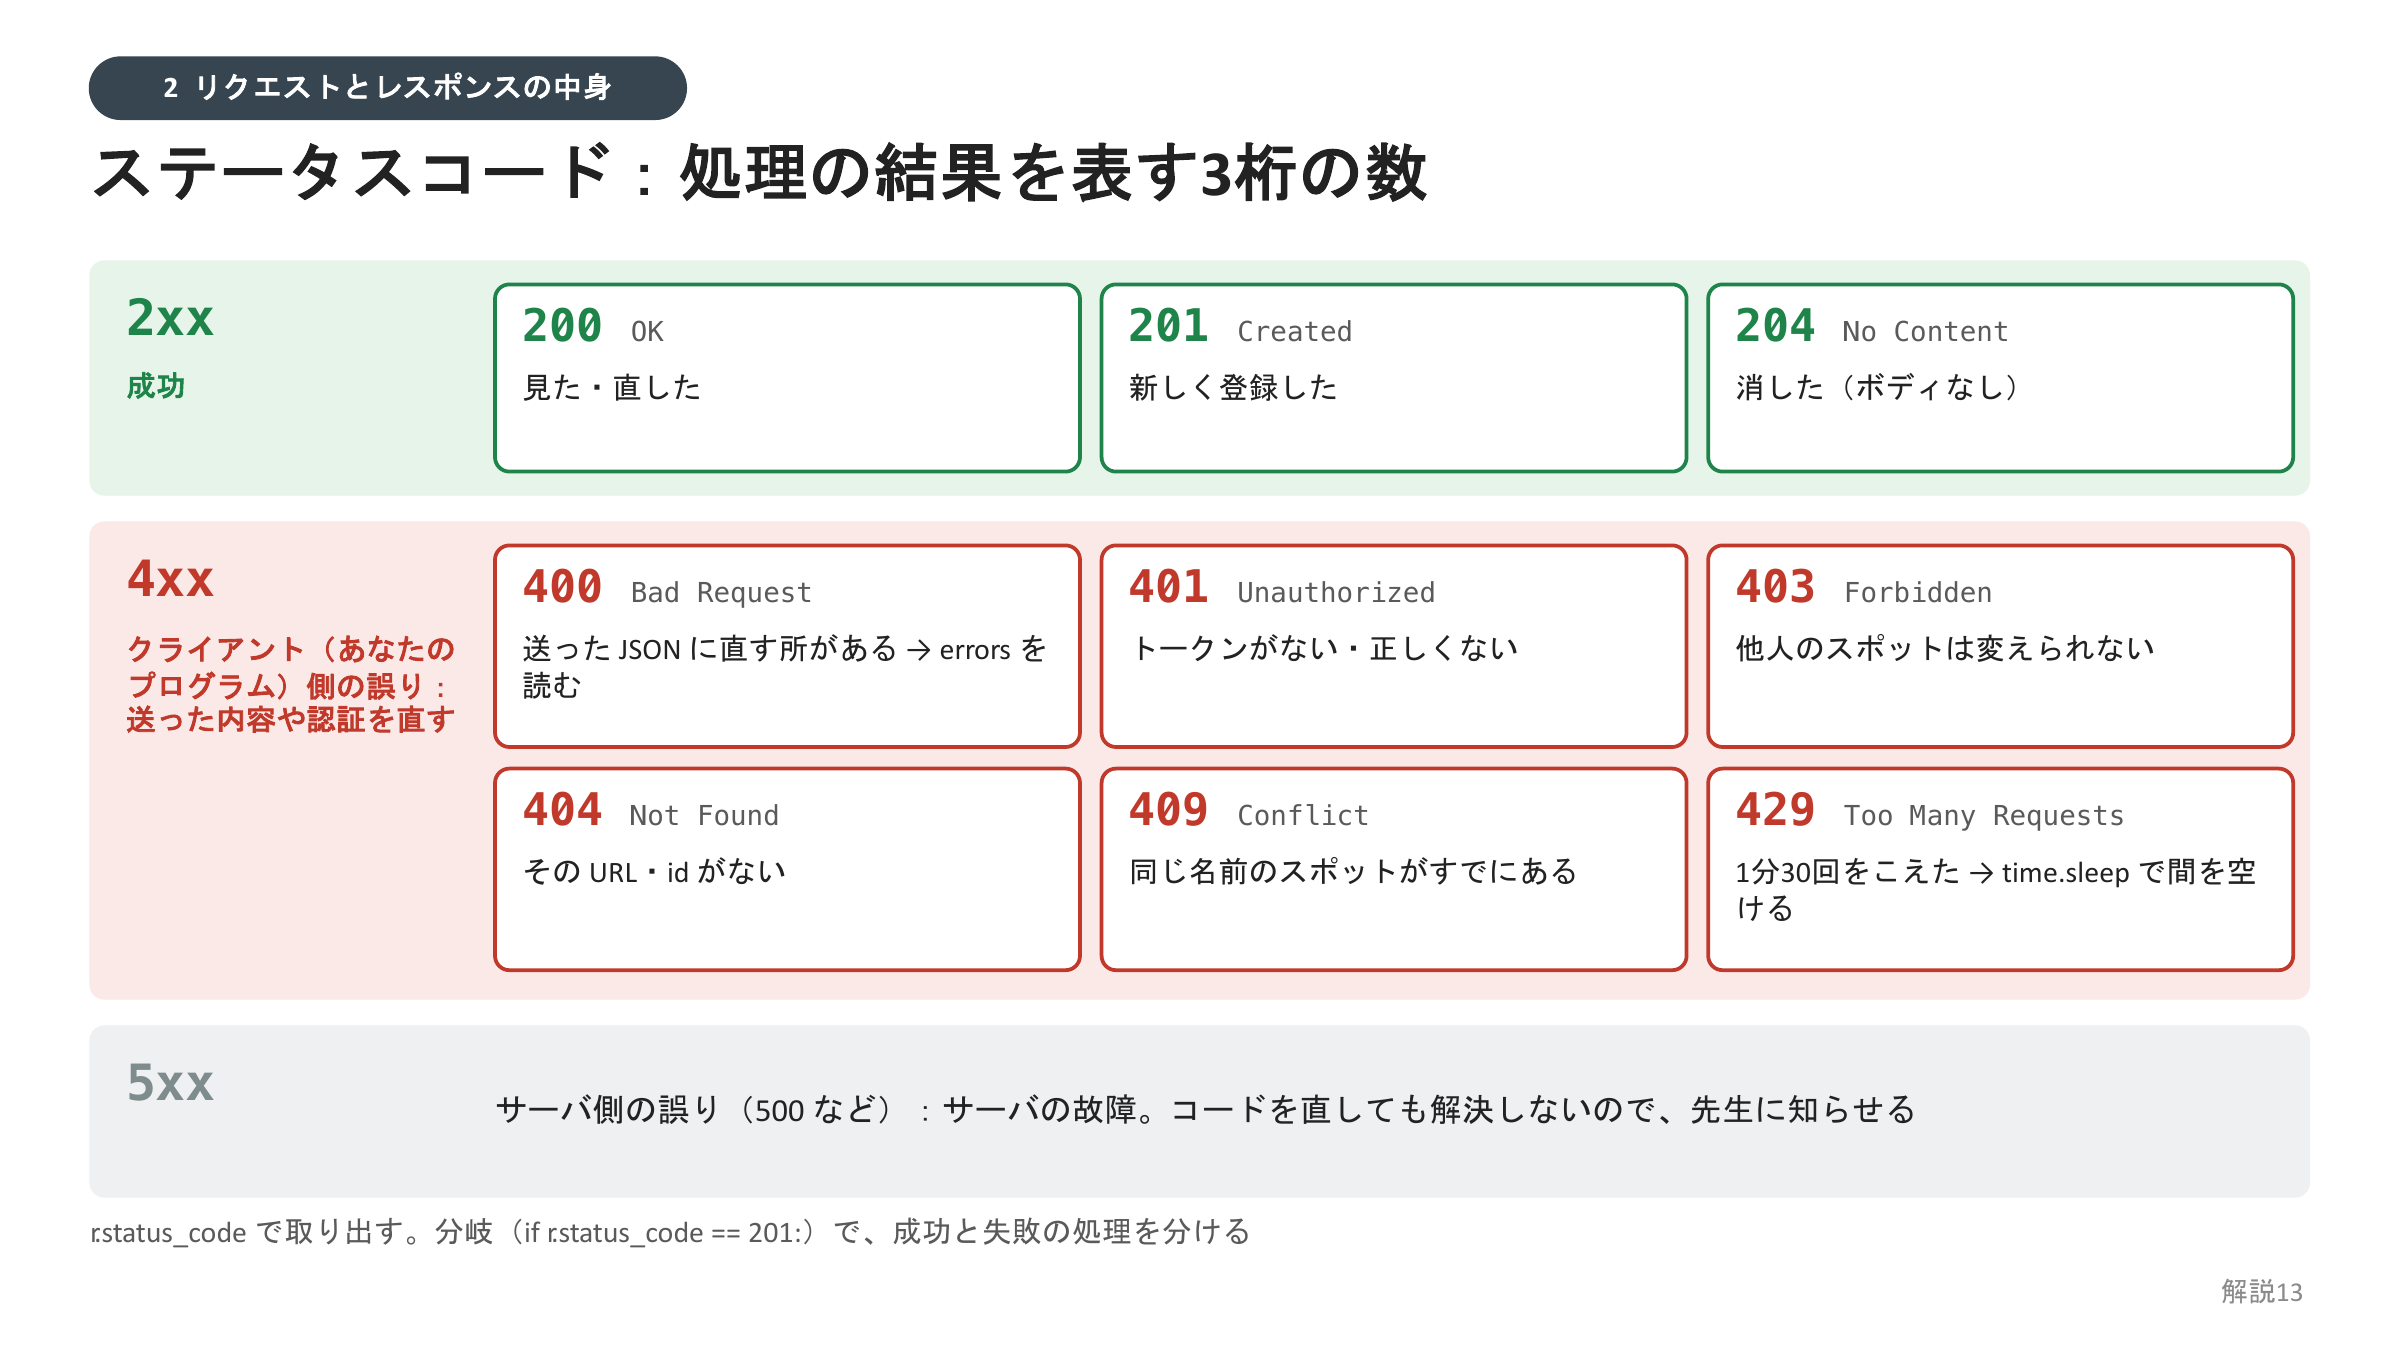 2 リクエストとレスポンスの中身
ステータスコード：処理の結果を表す3桁の数
2xx
成功
200 OK
見た・直した
201 Created
新しく登録した
204 No Content
消した（ボディなし）
4xx
クライアント（あなたの
プログラム）側の誤り：
送った内容や認証を直す
400 Bad Request
送った JSON に直す所がある → errors を
読む
401 Unauthorized
トークンがない・正しくない
403 Forbidden
他人のスポットは変えられない
404 Not Found
その URL・id がない
409 Conflict
同じ名前のスポットがすでにある
429 Too Many Requests
1分30回をこえた → time.sleep で間を空
ける
5xx
サーバ側の誤り（500 など）：サーバの故障。コードを直しても解決しないので、先生に知らせる
r.status_code で取り出す。分岐（if r.status_code == 201:）で、成功と失敗の処理を分ける
解説13